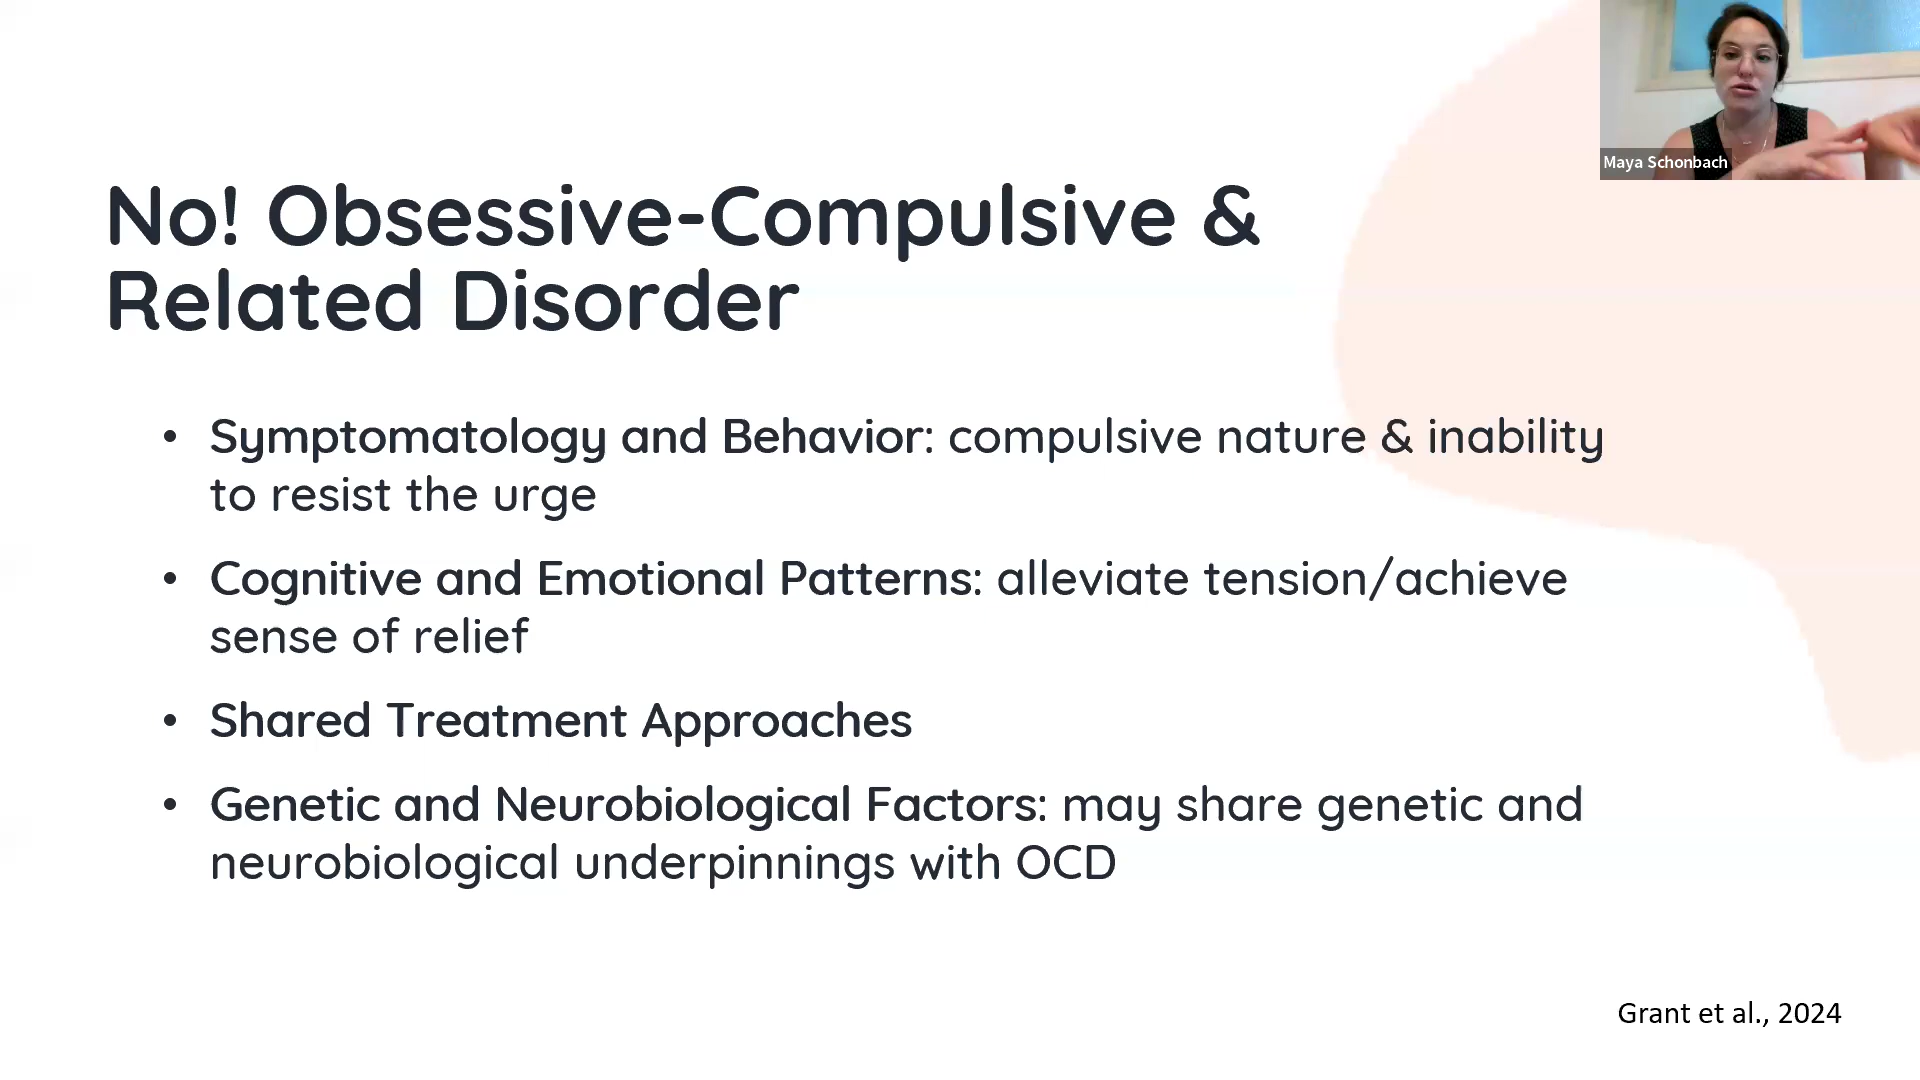 Maya Schonbach
No! Obsessive-Compulsive &
Related Disorder
• Symptomatology and Behavior: compulsive nature & inability
to resist the urge
• Cognitive and Emotional Patterns: alleviate tension/achieve
sense of relief
• Shared Treatment Approaches
• Genetic and Neurobiological Factors: may share genetic and
neurobiological underpinnings with OCD
Grant et al., 2024